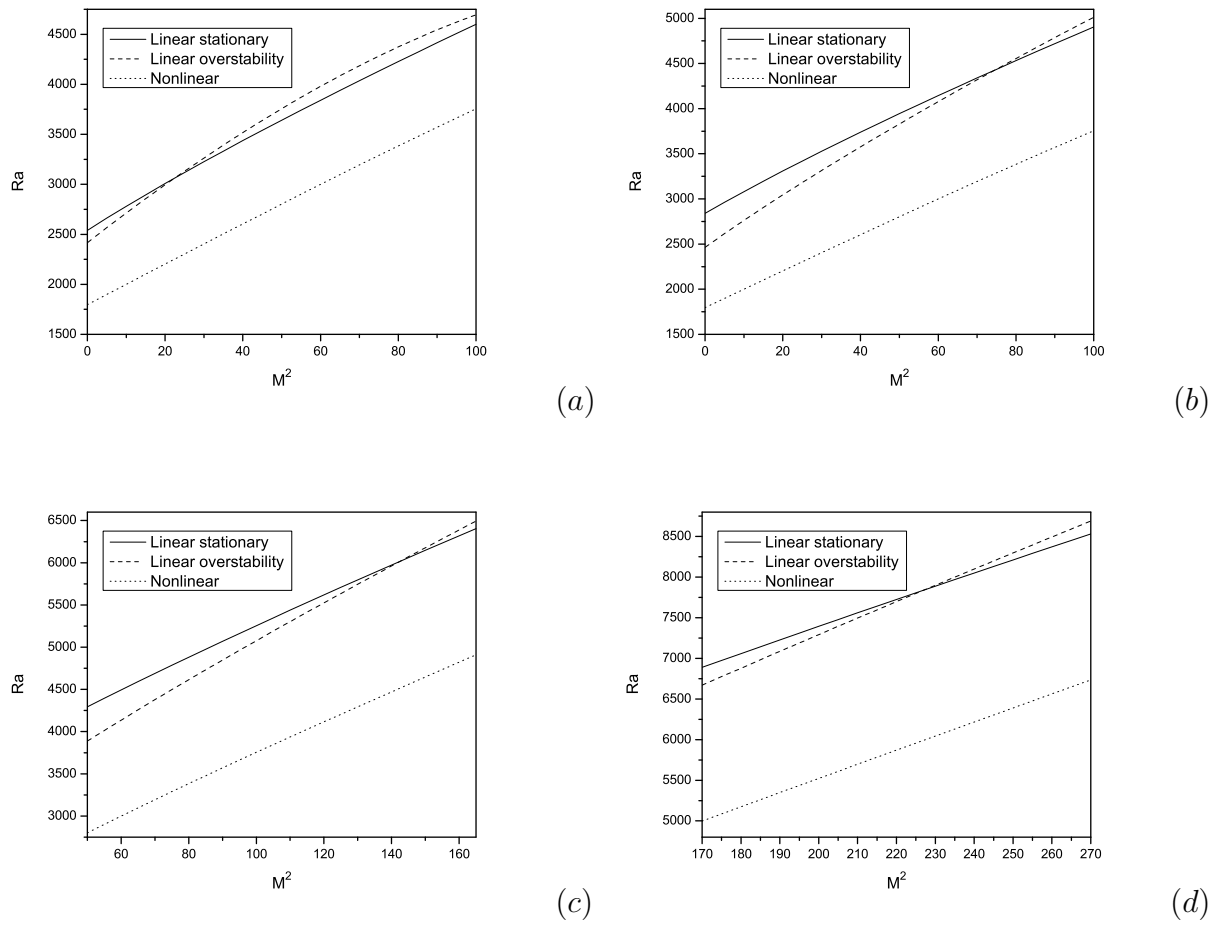 4500
4000
3500
3000
2500
2000
1500
Ra
Linear stationary
Linear overstability
Nonlinear
0 20 40 60 80 100
M²
(a)
5000
4500
4000
3500
3000
2500
2000
1500
Ra
Linear stationary
Linear overstability
Nonlinear
0 20 40 60 80 100
M²
(b)
6500
6000
5500
5000
4500
4000
3500
3000
Ra
Linear stationary
Linear overstability
Nonlinear
60 80 100 120 140 160
M²
(c)
8500
8000
7500
7000
6500
6000
5500
5000
Ra
Linear stationary
Linear overstability
Nonlinear
170 180 190 200 210 220 230 240 250 260 270
M²
(d)